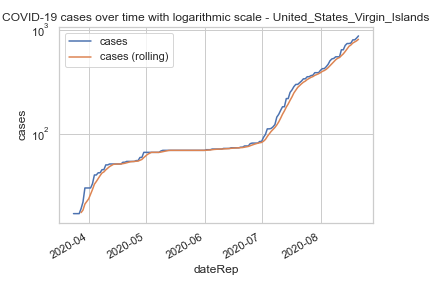 COVID-19 cases over time with logarithmic scale - United_States_Virgin_Islands
10³
cases
cases (rolling)
10²
cases
2020-04
2020-05
2020-06
2020-07
2020-08
dateRep